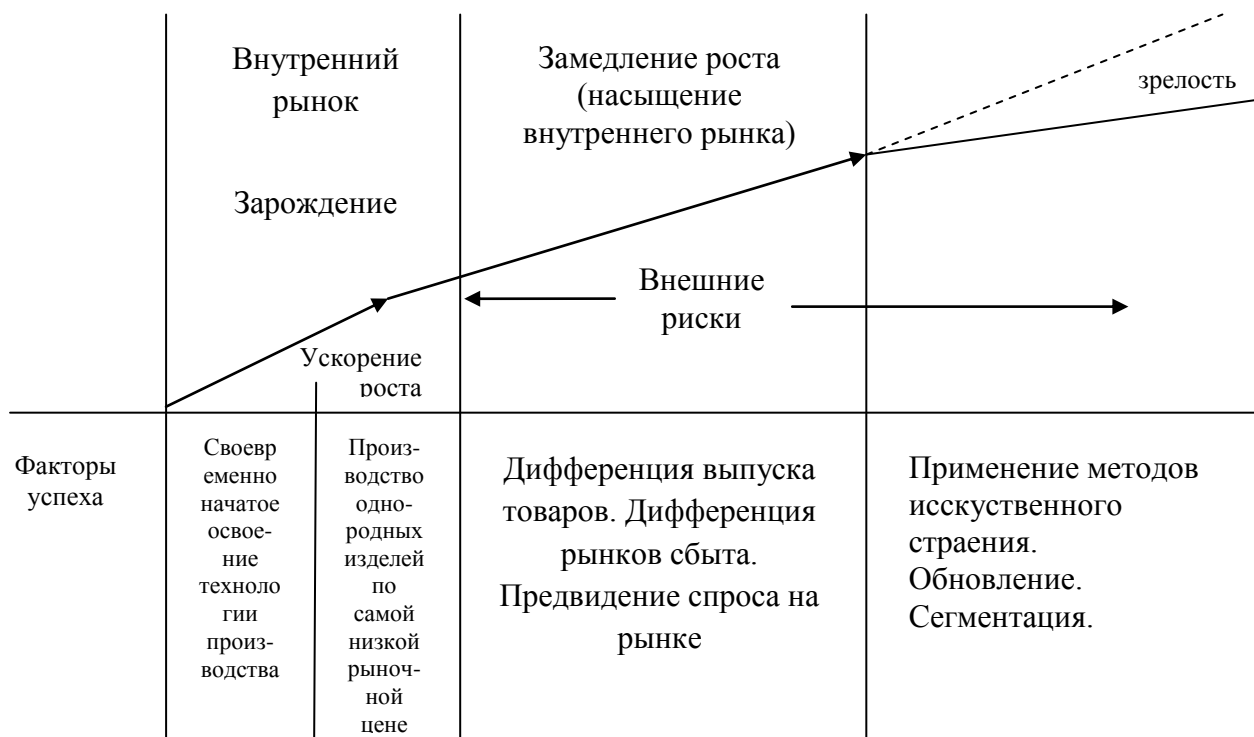 Внутренний
рынок
Зарождение
Замедление роста
(насыщение
внутреннего рынка)
зрелость
Внешние
риски
Ускорение
роста
Факторы
успеха
Своевр
еменно
начатое
освое-
ние
техноло
гии
произ-
водства
Произ-
водство
одно-
родных
изделей
по
самой
низкой
рыноч-
ной
цене
Дифференция выпуска
товаров. Дифференция
рынков сбыта.
Предвидение спроса на
рынке
Применение методов
исскуственного
страения.
Обновление.
Сегментация.